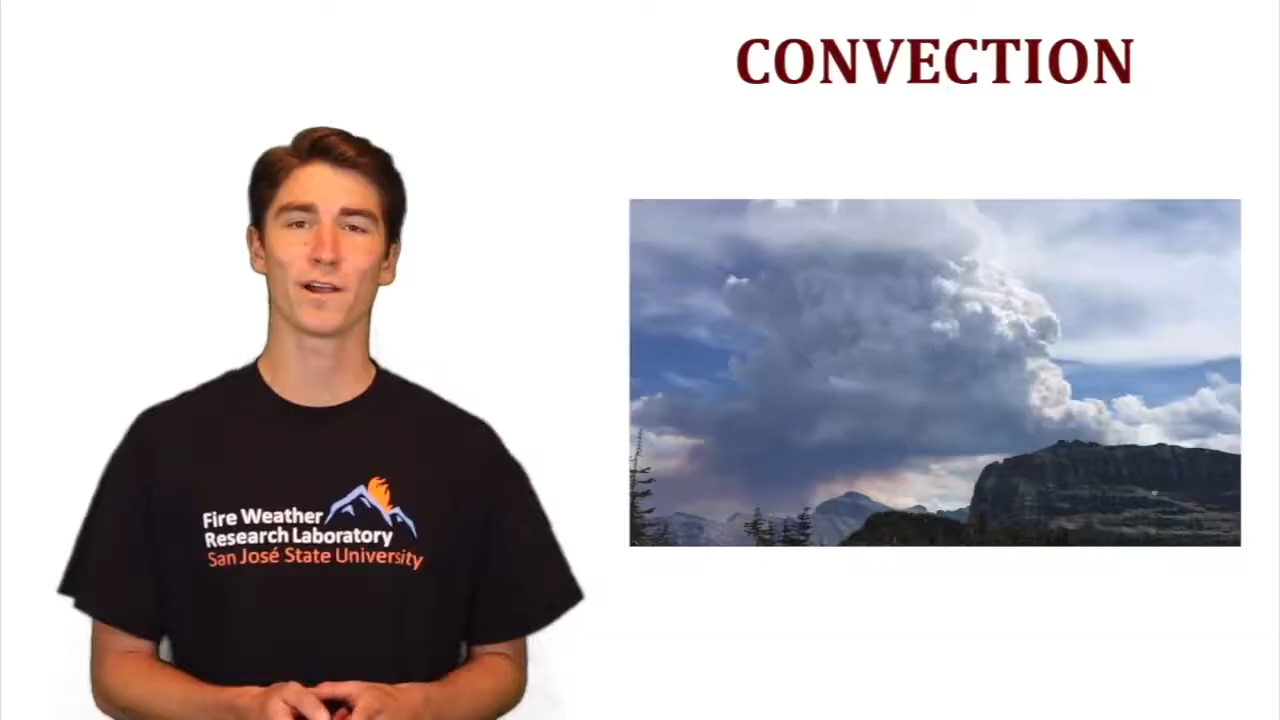 CONVECTION
Fire Weather
Research Laboratory
San José State University